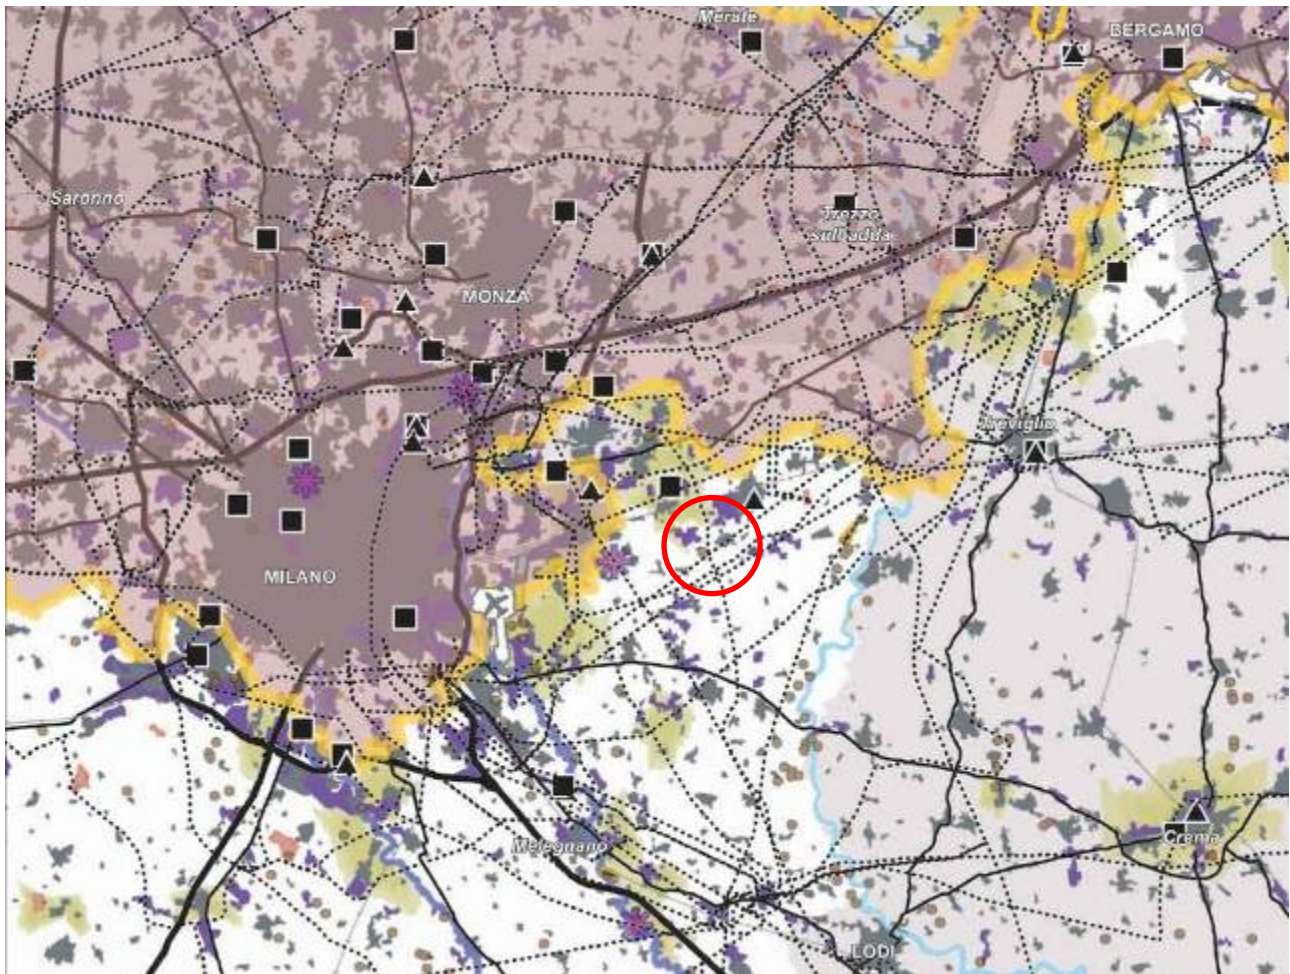 Merate
BERGAMO
Saronno
Trezzo
sull'adda
MONZA
Treviglio
MILANO
Melegnano
Crema
LODI